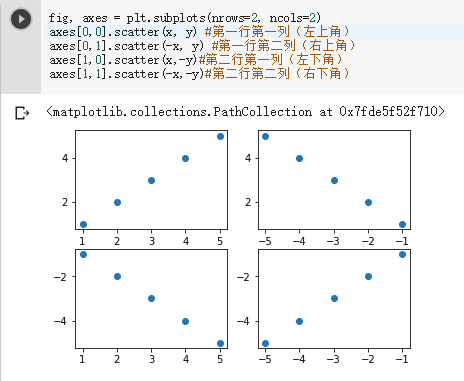 fig, axes = plt.subplots(nrows=2, ncols=2)
axes[0,0].scatter(x, y) #第一行第一列（左上角）
axes[0,1].scatter(-x, y) #第一行第二列（右上角）
axes[1,0].scatter(x,-y)#第二行第一列（左下角）
axes[1,1].scatter(-x,-y)#第二行第二列（右下角）
<matplotlib.collections.PathCollection at 0x7fde5f52f710>
4
2
1 2 3 4 5
4
2
−5 −4 −3 −2 −1
−2
−4
1 2 3 4 5
−2
−4
−5 −4 −3 −2 −1